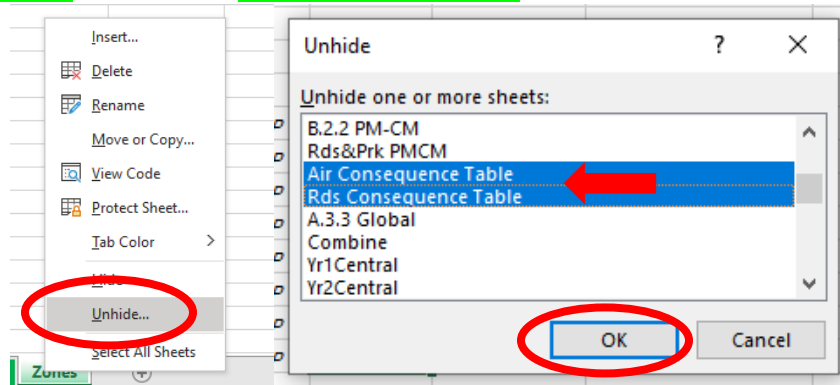 Insert...
Delete
Rename
Move or Copy...
View Code
Protect Sheet...
Tab Color >
Hide
Unhide...
Select All Sheets
Zones
Unhide ? X
Unhide one or more sheets:
B.2.2 PM-CM
Rds&Prk PMCM
Air Consequence Table
Rds Consequence Table
A.3.3 Global
Combine
Yr1Central
Yr2Central
OK Cancel